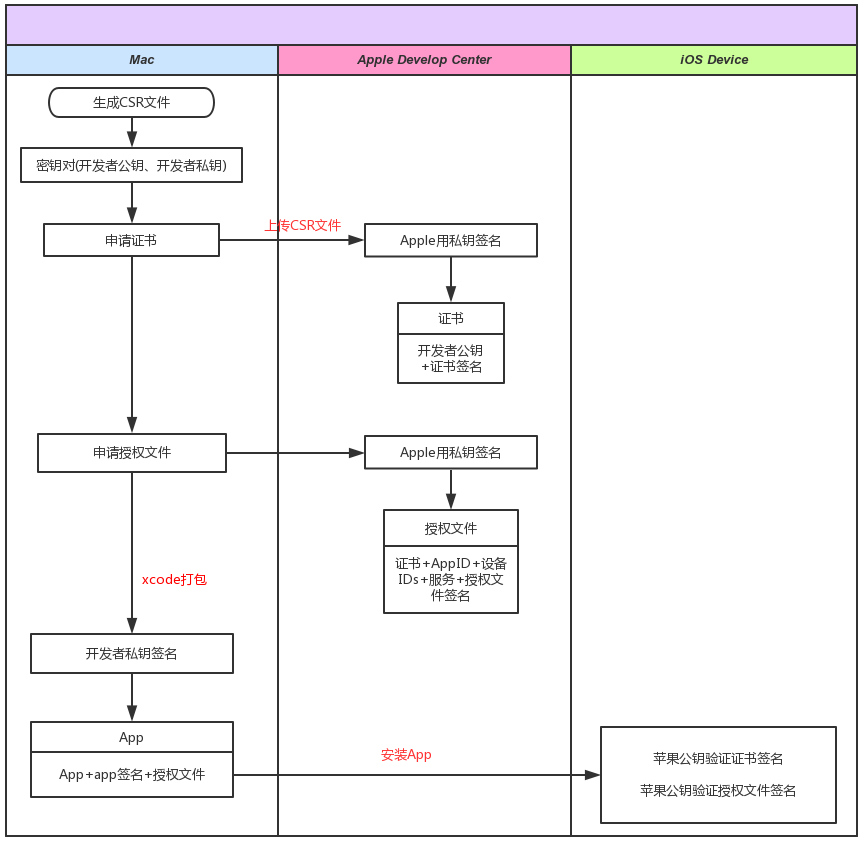 Mac
Apple Develop Center
iOS Device
生成CSR文件
密钥对(开发者公钥、开发者私钥)
申请证书
上传CSR文件
Apple用私钥签名
证书
开发者公钥
+证书签名
申请授权文件
Apple用私钥签名
授权文件
证书+AppID+设备
IDs+服务+授权文
件签名
xcode打包
开发者私钥签名
App
App+app签名+授权文件
安装App
苹果公钥验证证书签名
苹果公钥验证授权文件签名